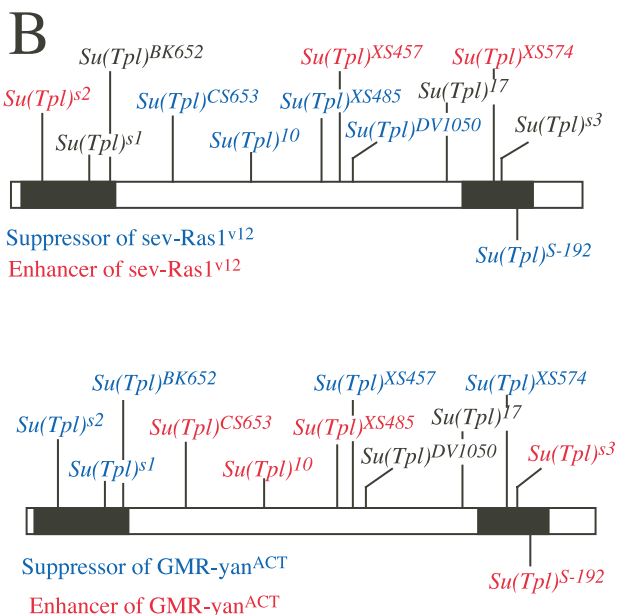 B
Su(Tpl)BK652
Su(Tpl)XS457
Su(Tpl)XS574
Su(Tpl)s2
Su(Tpl)CS653
Su(Tpl)XS485
Su(Tpl)17
Su(Tpl)s1
Su(Tpl)10
Su(Tpl)DV1050
Su(Tpl)s3
Suppressor of sev-Ras1v12
Su(Tpl)S-192
Enhancer of sev-Ras1v12
Su(Tpl)BK652
Su(Tpl)XS457
Su(Tpl)XS574
Su(Tpl)s2
Su(Tpl)CS653
Su(Tpl)XS485
Su(Tpl)17
Su(Tpl)s1
Su(Tpl)10
Su(Tpl)DV1050
Su(Tpl)s3
Suppressor of GMR-yanACT
Su(Tpl)S-192
Enhancer of GMR-yanACT